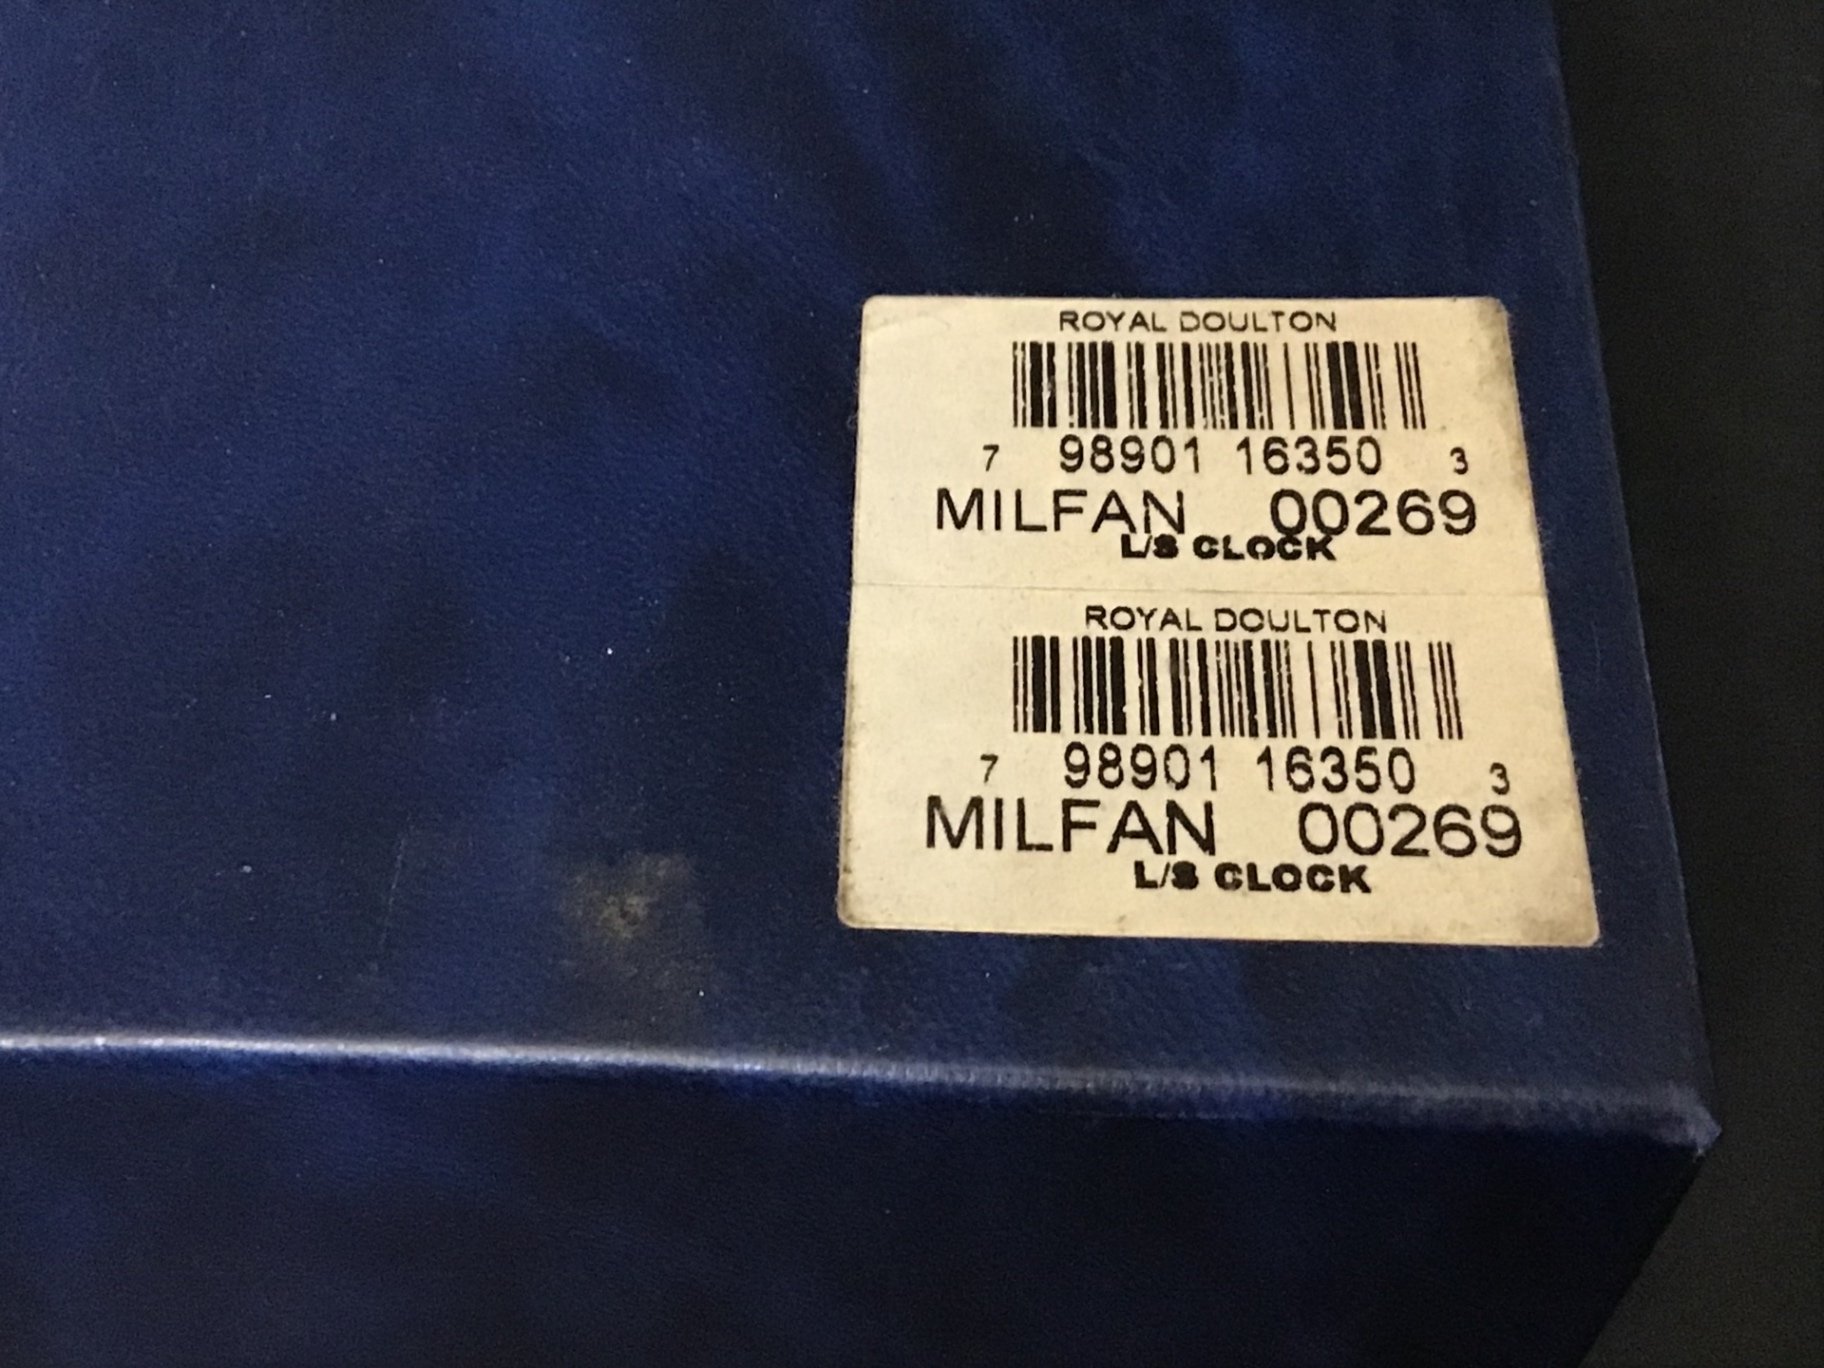 ROYAL DOULTON
7 98901 16350 3
MILFAN 00269
L/S CLOCK
ROYAL DOULTON
7 98901 16350 3
MILFAN 00269
L/S CLOCK